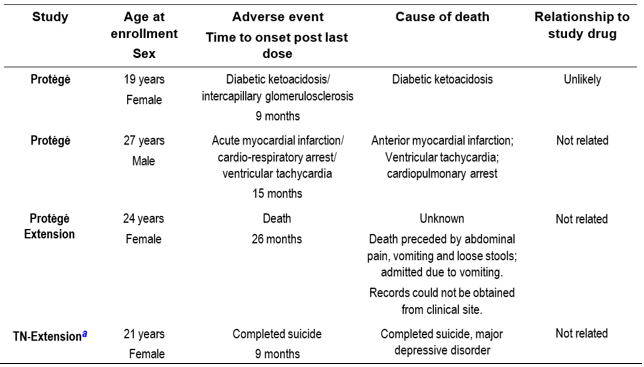 Study Age at enrollment Sex Adverse event Time to onset post last dose Cause of death Relationship to study drug
Protègè 19 years Diabetic ketoacidosis/ Diabetic ketoacidosis Unlikely
Female intercapillary glomerulosclerosis
9 months
Protègè 27 years Acute myocardial infarction/ Anterior myocardial infarction; Not related
Male cardio-respiratory arrest/ Ventricular tachycardia;
ventricular tachycardia cardiopulmonary arrest
15 months
Protègè 24 years Death Unknown Not related
Extension Female 26 months Death preceded by abdominal
pain, vomiting and loose stools;
admitted due to vomiting.
Records could not be obtained
from clinical site.
TN-Extensiona 21 years Completed suicide Completed suicide, major Not related
Female 9 months depressive disorder